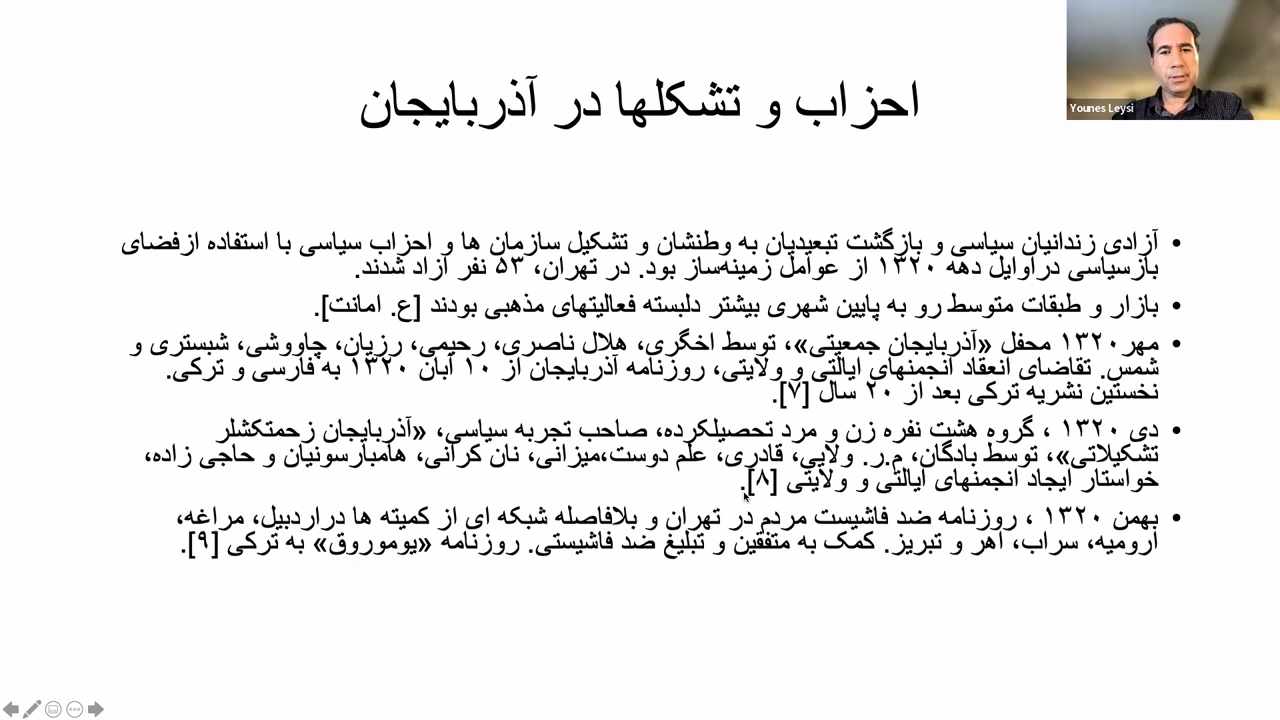 Younes Leysi
احزاب و تشکلها در آذربایجان
• آزادی زندانیان سیاسی و بازگشت تبعیدیان به وطنشان و تشکیل سازمان ها و احزاب سیاسی با استفاده ازفضای
بازسیاسی دراوایل دهه ۱۳۲۰ از عوامل زمینه‌ساز بود. در تهران، ۵۳ نفر آزاد شدند.
• بازار و طبقات متوسط رو به پایین شهری بیشتر دلبسته فعالیتهای مذهبی بودند [ع. امانت].
• مهر۱۳۲۰ محفل «آذربایجان جمعیتی»، توسط اخگری، هلال ناصری، رحیمی، رزیان، چاووشی، شبستری و
شمس. تقاضای انعقاد انجمنهای ایالتی و ولایتی، روزنامه آذربایجان از ۱۰ آبان ۱۳۲۰ به فارسی و ترکی.
نخستین نشریه ترکی بعد از ۲۰ سال [۷].
• دی ۱۳۲۰ ، گروه هشت نفره زن و مرد تحصیلکرده، صاحب تجربه سیاسی، «آذربایجان زحمتکشلر
تشکیلاتی»، توسط بادگان، م.ر. ولایی، قادری، علم دوست،میزانی، نان کرانی، هامبارسونیان و حاجی زاده،
خواستار ایجاد انجمنهای ایالتی و ولایتی [۸].
• بهمن ۱۳۲۰ ، روزنامه ضد فاشیست مردم در تهران و بلافاصله شبکه ای از کمیته ها دراردبیل، مراغه،
ارومیه، سراب، اهر و تبریز. کمک به متفقین و تبلیغ ضد فاشیستی. روزنامه «یوموروق» به ترکی [۹].